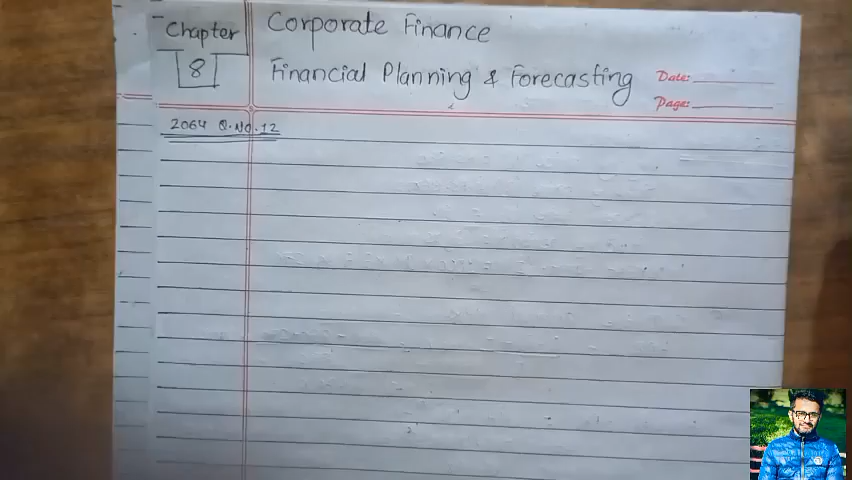 Chapter
8
Corporate Finance
Financial Planning & Forecasting
Date:
Page:
2064 Q.NO.12